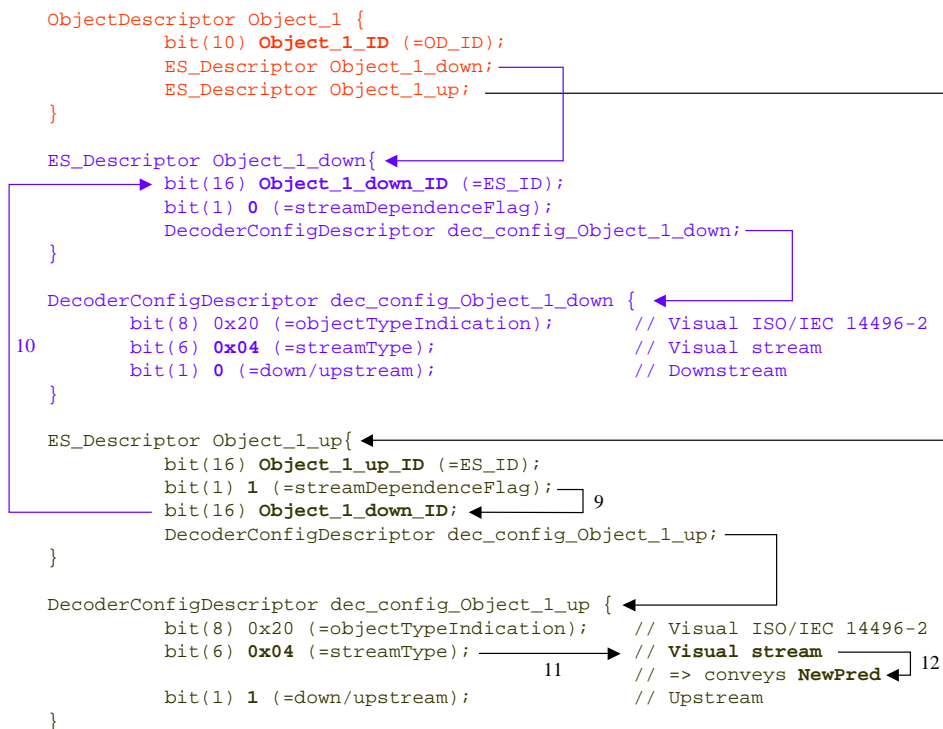 ObjectDescriptor Object_1 {
bit(10) Object_1_ID (=OD_ID);
ES_Descriptor Object_1_down;
ES_Descriptor Object_1_up;
}
ES_Descriptor Object_1_down{
bit(16) Object_1_down_ID (=ES_ID);
bit(1) 0 (=streamDependenceFlag);
DecoderConfigDescriptor dec_config_Object_1_down;
}
DecoderConfigDescriptor dec_config_Object_1_down {
bit(8) 0x20 (=objectTypeIndication); // Visual ISO/IEC 14496-2
10 bit(6) 0x04 (=streamType); // Visual stream
bit(1) 0 (=down/upstream); // Downstream
}
ES_Descriptor Object_1_up{
bit(16) Object_1_up_ID (=ES_ID);
bit(1) 1 (=streamDependenceFlag);
9
bit(16) Object_1_down_ID;
DecoderConfigDescriptor dec_config_Object_1_up;
}
DecoderConfigDescriptor dec_config_Object_1_up {
bit(8) 0x20 (=objectTypeIndication); // Visual ISO/IEC 14496-2
bit(6) 0x04 (=streamType); // Visual stream
11 // => conveys NewPred 12
bit(1) 1 (=down/upstream); // Upstream
}